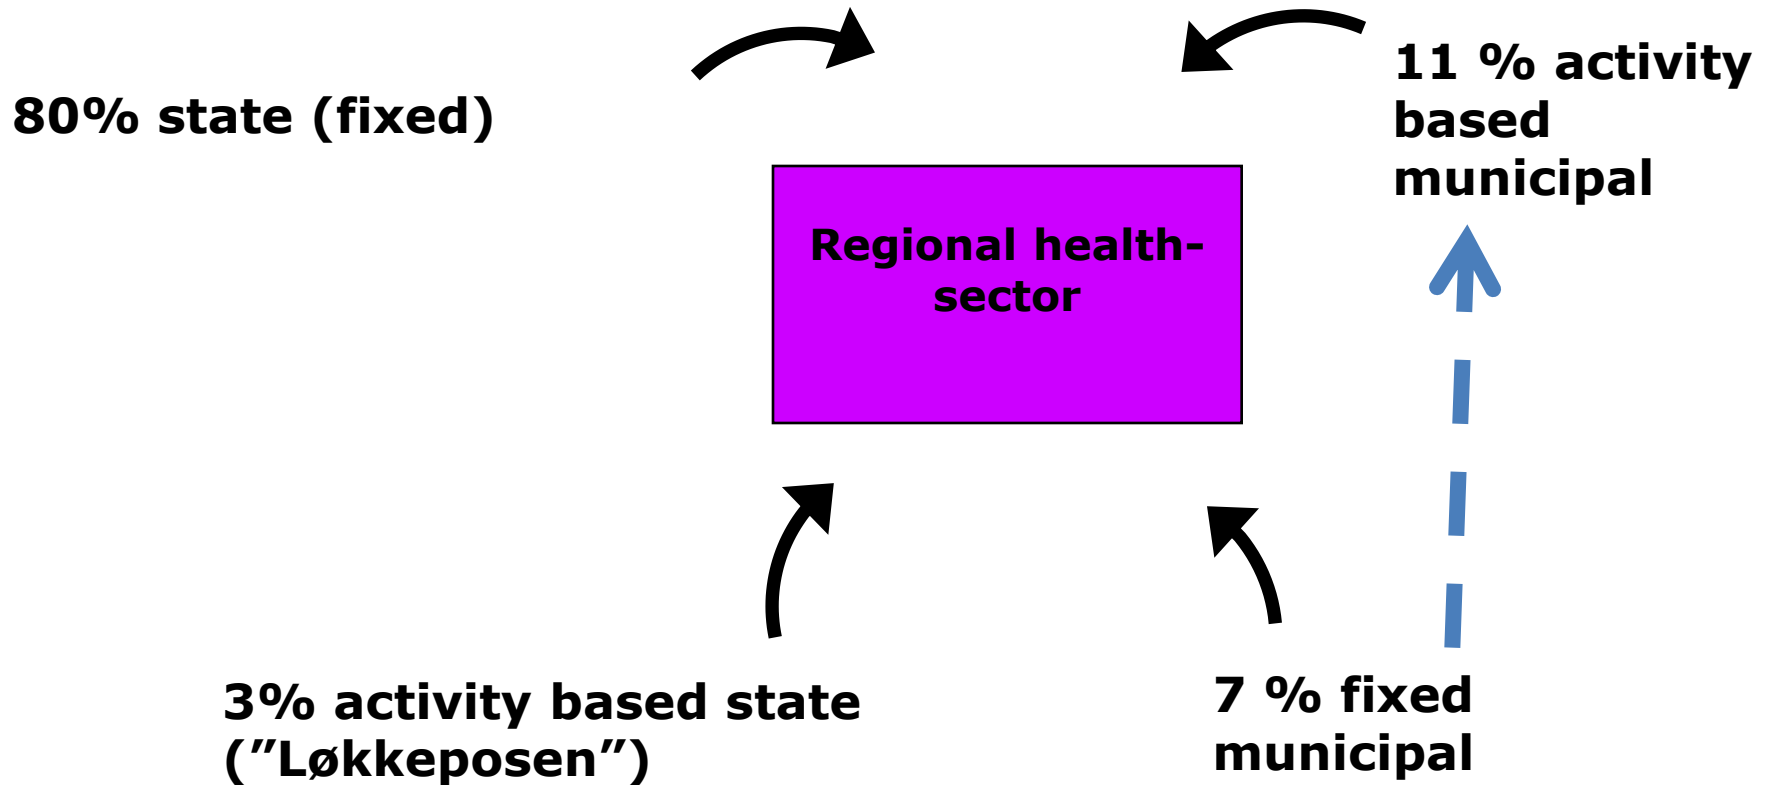 80% state (fixed)
11 % activity
based
municipal
Regional health-
sector
3% activity based state
(”Løkkeposen”)
7 % fixed
municipal